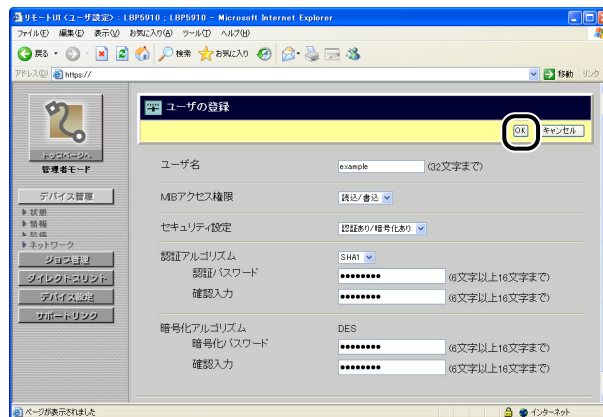 リモートUI <ユーザ設定> : LBP5910 ; LBP5910 - Microsoft Internet Explorer
ファイル(F) 編集(E) 表示(V) お気に入り(A) ツール(T) ヘルプ(H)
戻る 検索 お気に入り
アドレス(D) https:// 移動 リンク
トップページへ
管理者モード
デバイス管理
状態
情報
ネットワーク
ジョブ管理
ダイレクトプリント
デバイス設定
サポートリンク
ユーザの登録
OK キャンセル
ユーザ名 example (32文字まで)
MIBアクセス権限 読込/書込
セキュリティ設定 認証あり/暗号化あり
認証アルゴリズム SHA1
認証パスワード ●●●●●●●● (6文字以上16文字まで)
確認入力 ●●●●●●●● (6文字以上16文字まで)
暗号化アルゴリズム DES
暗号化パスワード ●●●●●●●● (6文字以上16文字まで)
確認入力 ●●●●●●●● (6文字以上16文字まで)
ページが表示されました インターネット